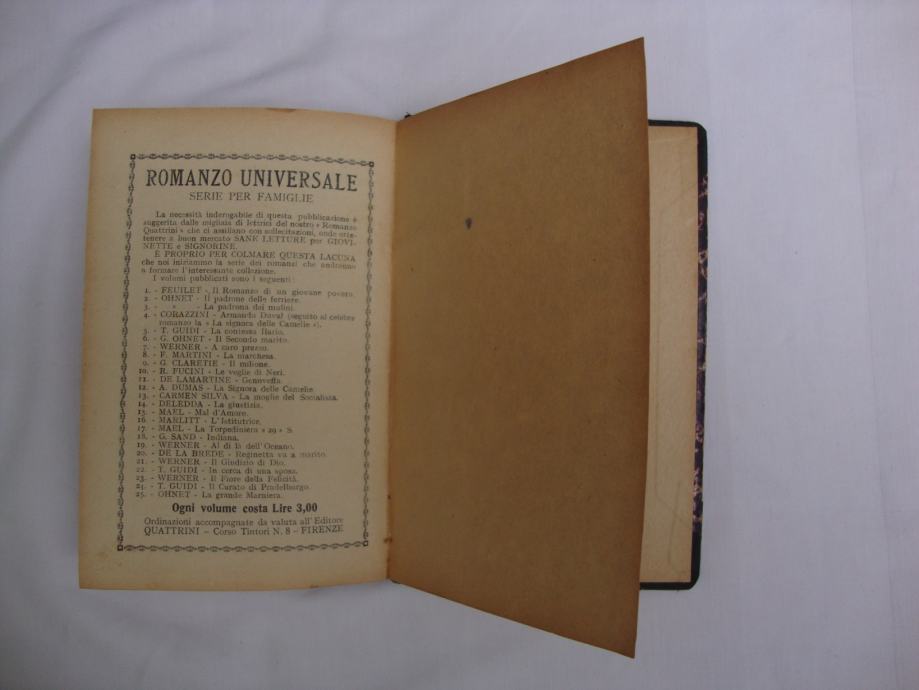 ROMANZO UNIVERSALE
SERIE PER FAMIGLIE
La necessità inderogabile di questa pubblicazione è
suggerita dalle migliaia di lettrici del nostro « Romanzo
Quattrini » che ci assillano con sollecitazioni, onde otte-
tenere a buon mercato SANE LETTURE per GIOVI-
NETTE e SIGNORINE.
È PROPRIO PER COLMARE QUESTA LACUNA
che noi iniziammo la serie dei romanzi che andranno
a formare l'interessante collezione.
I volumi pubblicati sono i seguenti:
1. - FEUILET - Il Romanzo di un giovane povero.
2. - OHNET - Il padrone delle ferriere.
3. - » - La padrona dei mulini.
4. - CORAZZINI - Armando Duval (seguito al celebre
romanzo la « La signora delle Camelie »).
5. - T. GUIDI - La contessa Ilario.
6. - G. OHNET - Il Secondo marito.
7. - WERNER - A caro prezzo.
8. - F. MARTINI - La marchesa.
9. - G. CLARETIE - Il milione.
10. - R. FUCINI - Le veglie di Neri.
11. - DE LAMARTINE - Genoveffa.
12. - A. DUMAS - La Signora delle Camelie.
13. - CARMEN SILVA - La moglie del Socialista.
14. - DELEDDA - La giustizia.
15. - MAEL - Mal d'Amore.
16. - MARLITT - L'Istitutrice.
17. - MAEL - La Torpediniera « 29 » S.
18. - G. SAND - Indiana.
19. - WERNER - Al di là dell'Oceano.
20. - DE LA BREDE - Reginetta va a marito.
21. - WERNER - Il Giudizio di Dio.
22. - T. GUIDI - In cerca di una sposa.
23. - WERNER - Il Fiore della Felicità.
24. - T. GUIDI - Il Curato di Pradelburgo.
25. - OHNET - La grande Marniera.
Ogni volume costa Lire 3,00
Ordinazioni accompagnate da valuta all'Editore
QUATTRINI - Corso Tintori N. 8 - FIRENZE